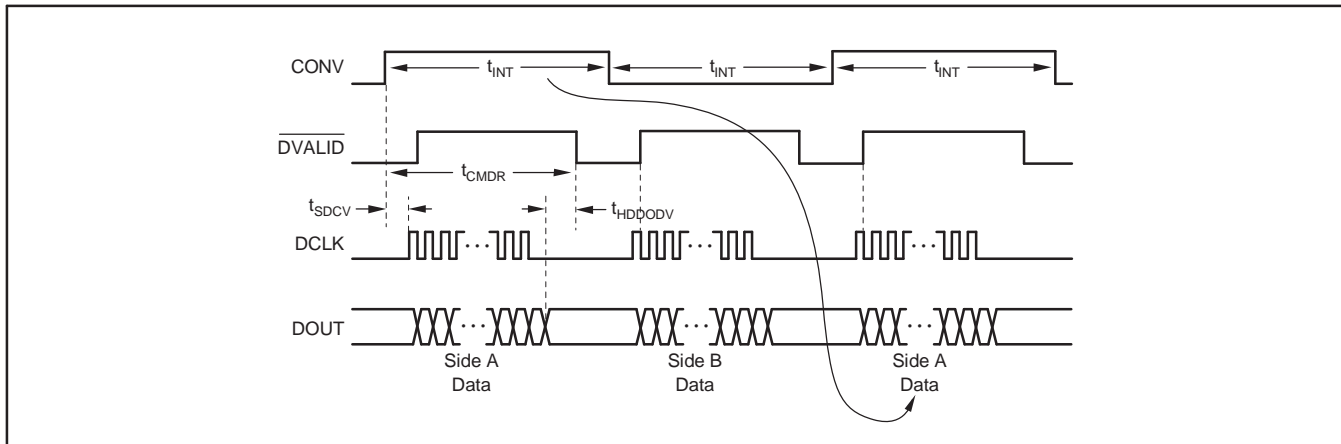 CONV
t_INT t_INT t_INT
DVALID
t_CMDR
t_SDCV t_HDDODV
DCLK
··· ··· ···
DOUT
··· ··· ···
Side A Data
Side B Data
Side A Data